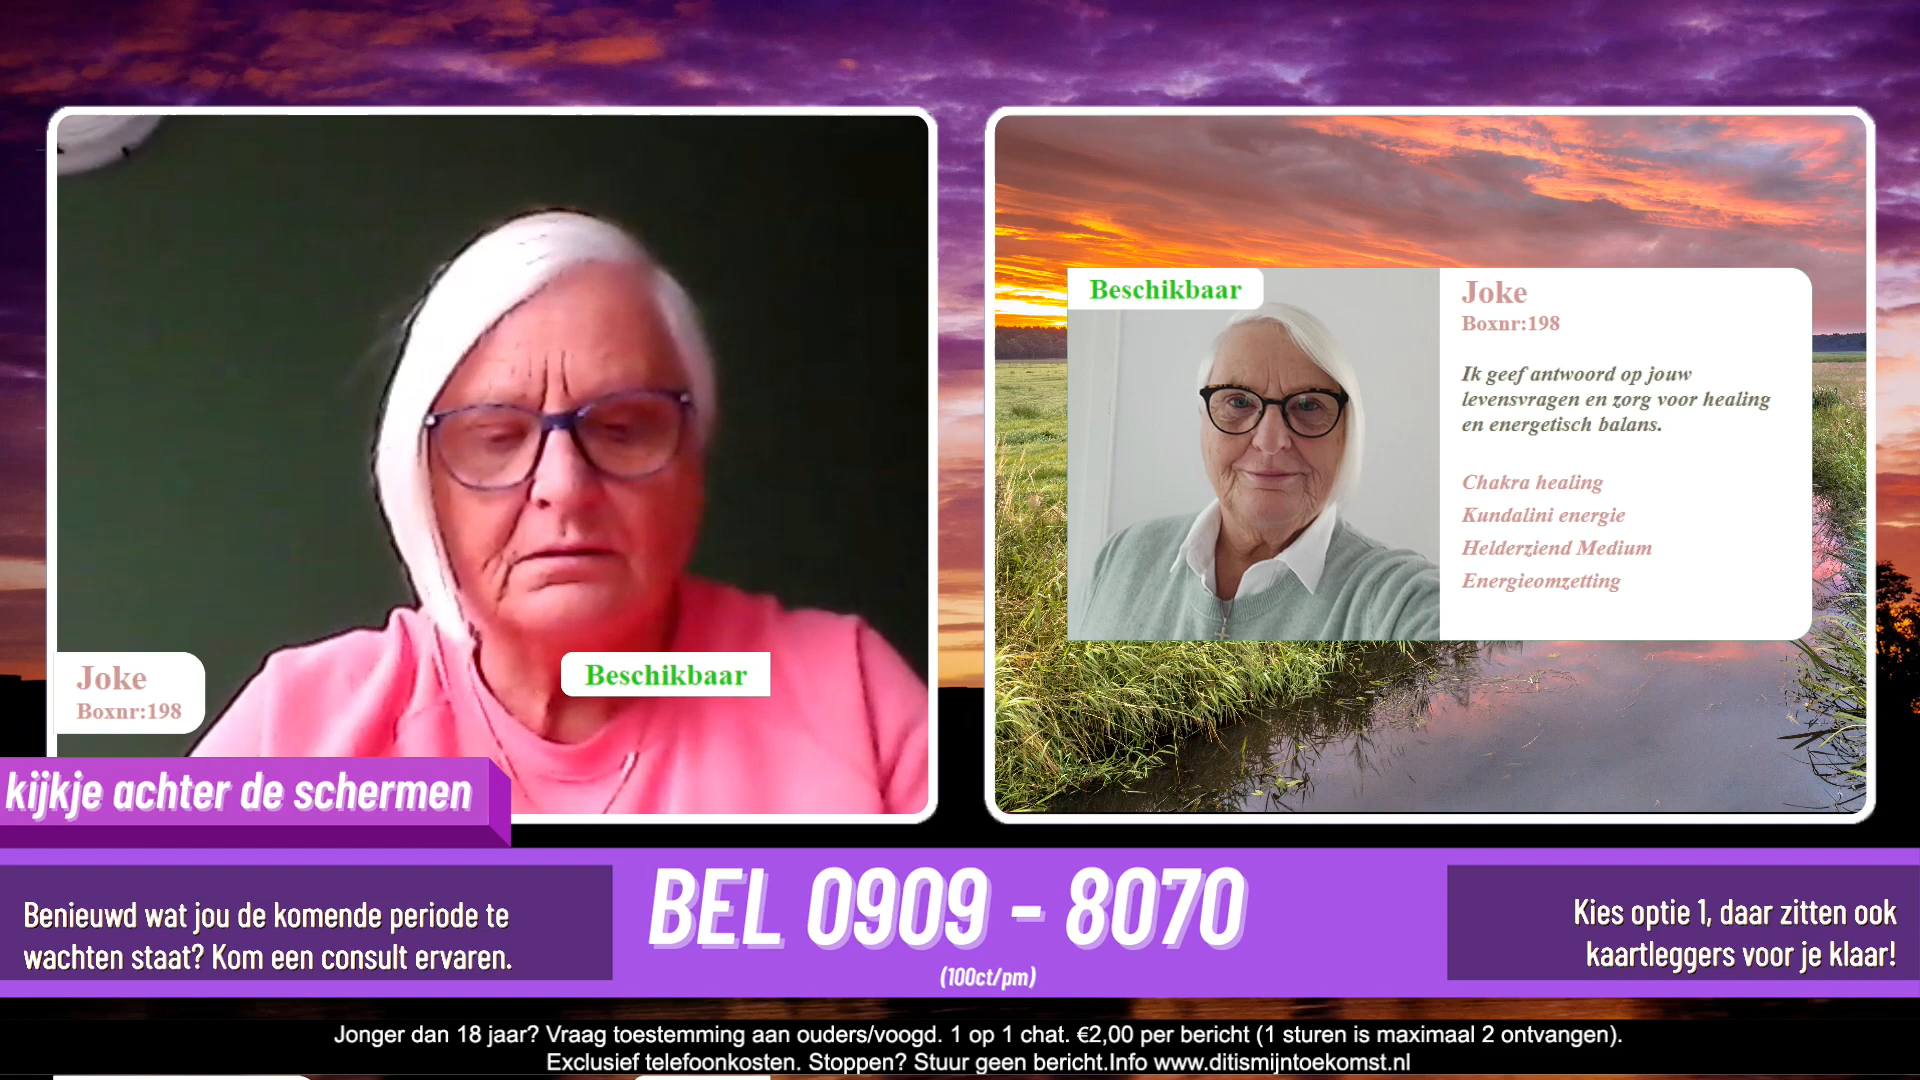 Beschikbaar
Joke
Boxnr:198
Ik geef antwoord op jouw
levensvragen en zorg voor healing
en energetisch balans.
Chakra healing
Kundalini energie
Helderziend Medium
Energieomzetting
Joke
Boxnr:198
Beschikbaar
kijkje achter de schermen
Benieuwd wat jou de komende periode te
wachten staat? Kom een consult ervaren.
BEL 0909 - 8070
(100ct/pm)
Kies optie 1, daar zitten ook
kaartleggers voor je klaar!
Jonger dan 18 jaar? Vraag toestemming aan ouders/voogd. 1 op 1 chat. €2,00 per bericht (1 sturen is maximaal 2 ontvangen).
Exclusief telefoonkosten. Stoppen? Stuur geen bericht.Info www.ditismijntoekomst.nl